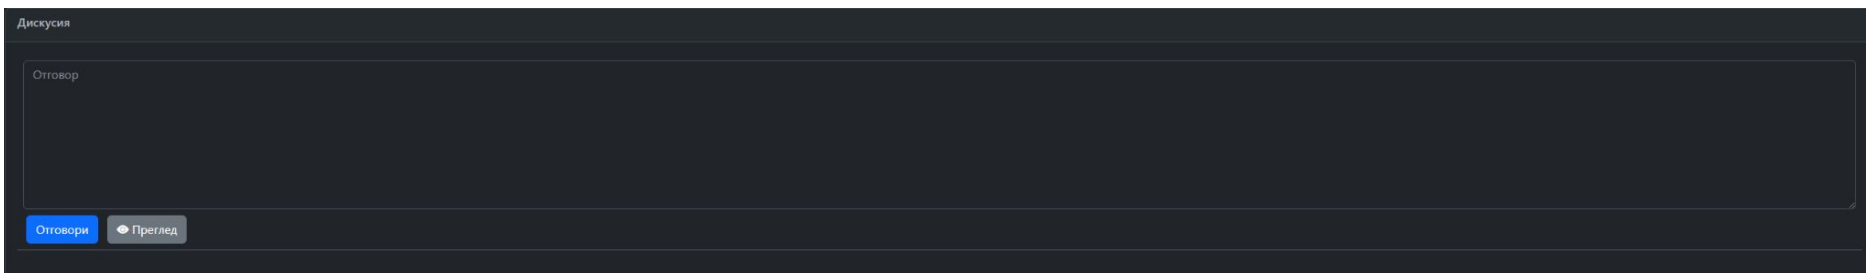 Дискусия
Отговор
Отговори Преглед